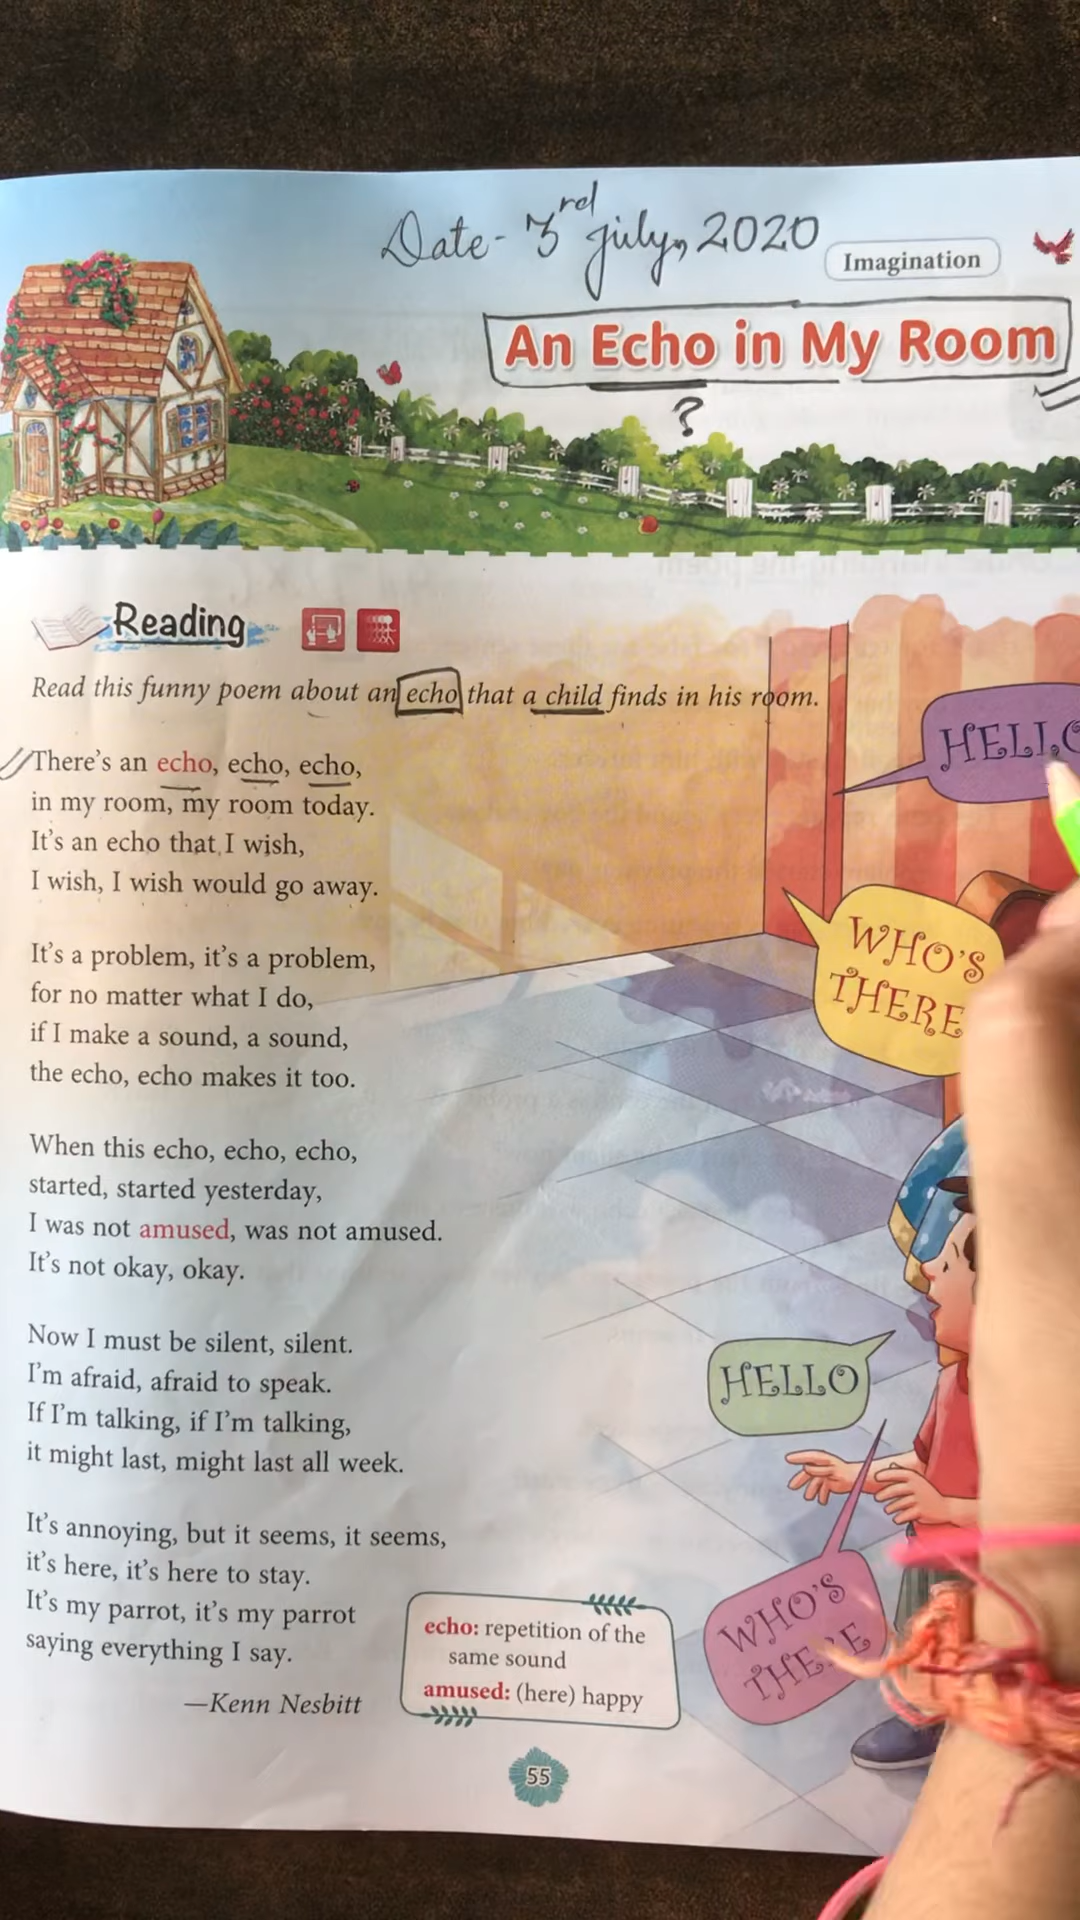 Date- 3rd july, 2020
Imagination
An Echo in My Room
?
Reading
Read this funny poem about an echo that a child finds in his room.
There's an echo, echo, echo,
in my room, my room today.
It's an echo that I wish,
I wish, I wish would go away.
It's a problem, it's a problem,
for no matter what I do,
if I make a sound, a sound,
the echo, echo makes it too.
When this echo, echo, echo,
started, started yesterday,
I was not amused, was not amused.
It's not okay, okay.
Now I must be silent, silent.
I'm afraid, afraid to speak.
If I'm talking, if I'm talking,
it might last, might last all week.
It's annoying, but it seems, it seems,
it's here, it's here to stay.
It's my parrot, it's my parrot
saying everything I say.
—Kenn Nesbitt
echo: repetition of the
same sound
amused: (here) happy
HELLO
WHO'S
THERE
HELLO
WHO'S
THERE
55